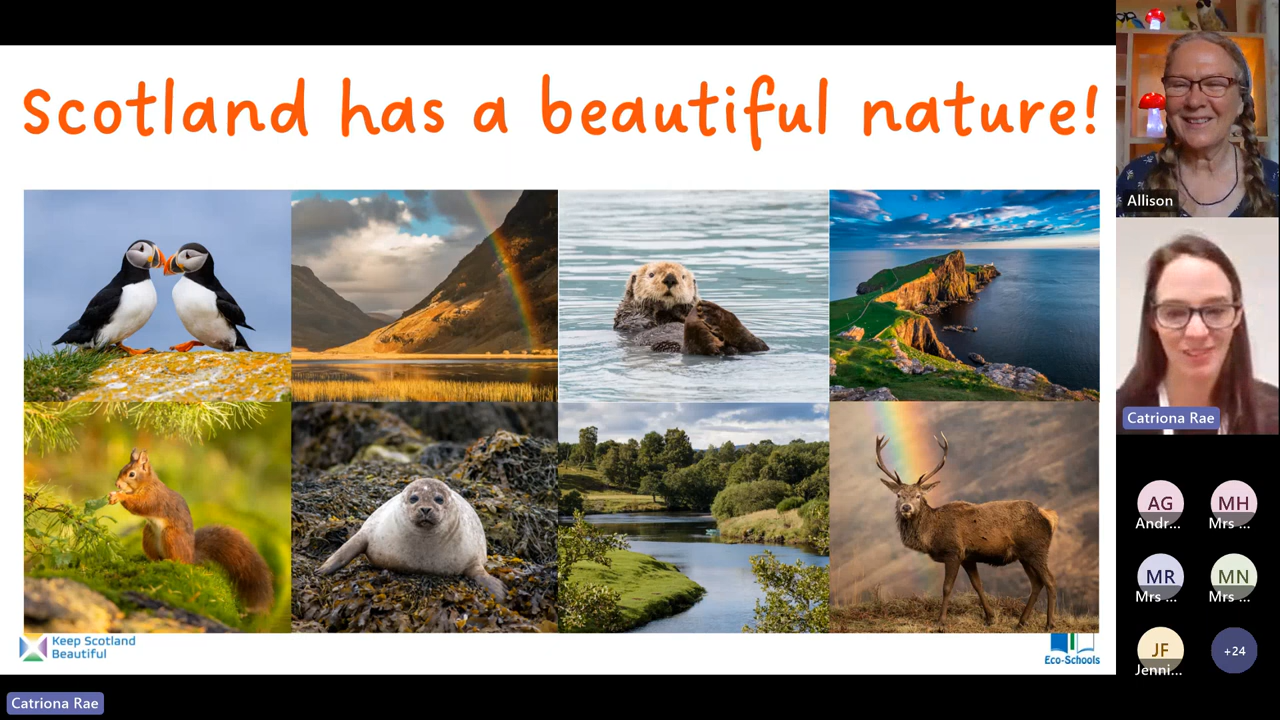 Scotland has a beautiful nature!
Allison
Catriona Rae
AG
MH
Andr...
Mrs ...
MR
MN
Mrs ...
Mrs ...
JF
+24
Jenni...
Keep Scotland
Beautiful
Eco-Schools
Catriona Rae